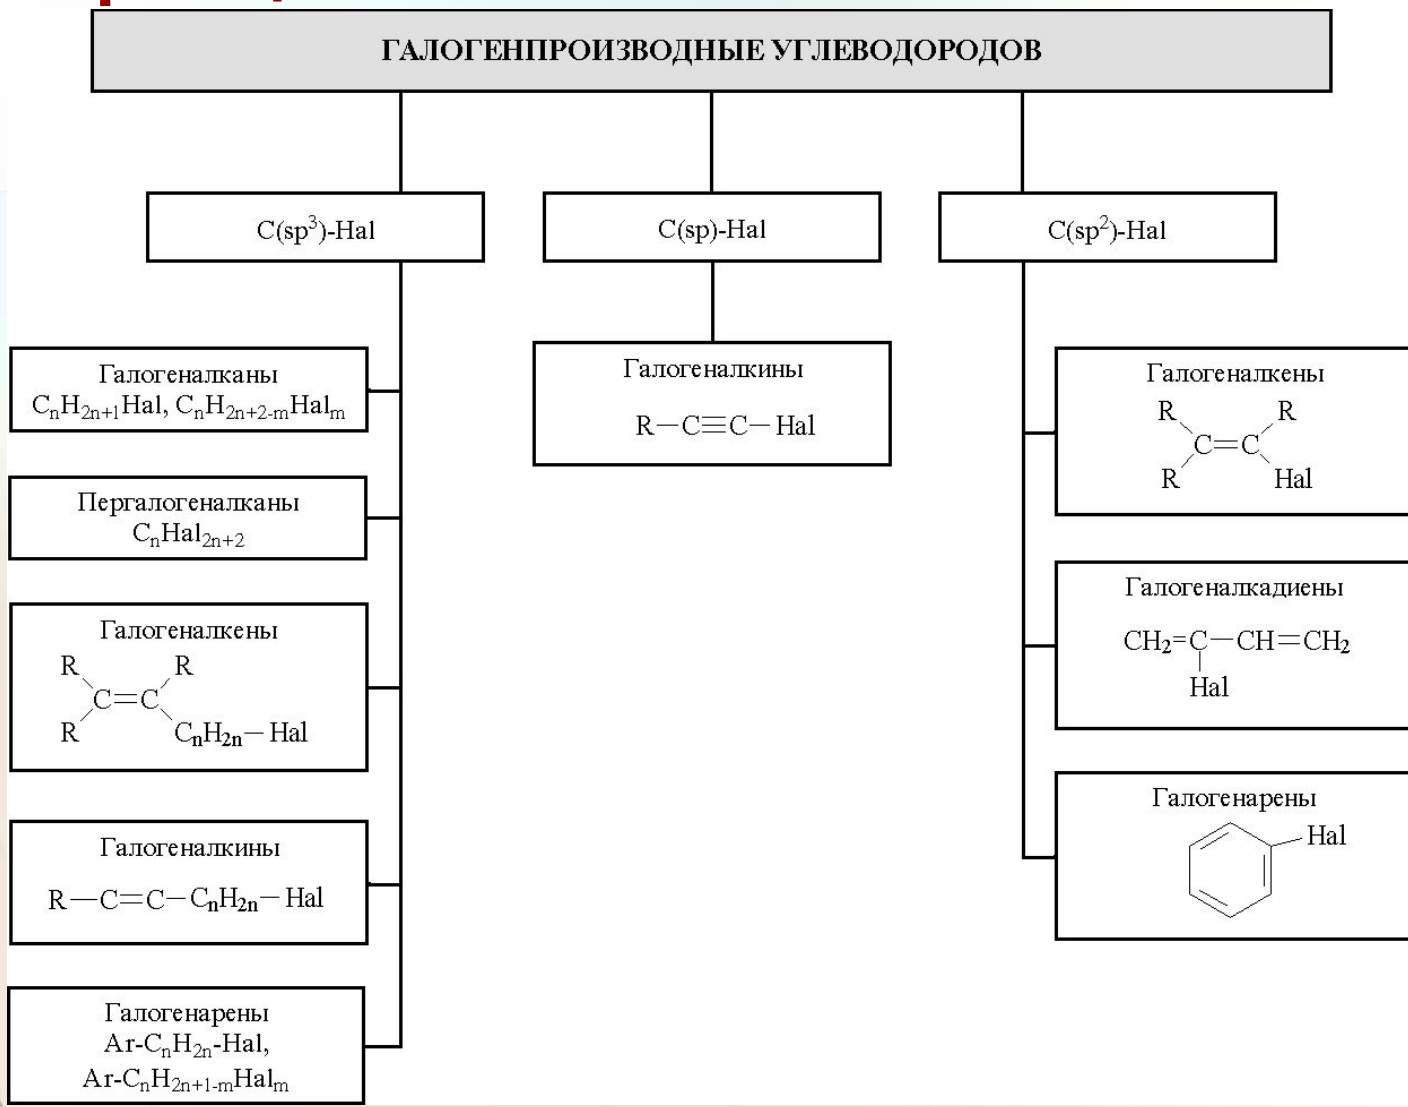 ГАЛОГЕНПРОИЗВОДНЫЕ УГЛЕВОДОРОДОВ
C(sp³)-Hal
C(sp)-Hal
C(sp²)-Hal
Галогеналканы
CₙH₂ₙ₊₁Hal, CₙH₂ₙ₊₂₋ₘHalₘ
Пергалогеналканы
CₙHal₂ₙ₊₂
Галогеналкены
R R
C=C
R CₙH₂ₙ—Hal
Галогеналкины
R—C=C—CₙH₂ₙ—Hal
Галогенарены
Ar-CₙH₂ₙ-Hal,
Ar-CₙH₂ₙ₊₁₋ₘHalₘ
Галогеналкины
R—C≡C—Hal
Галогеналкены
R R
C=C
R Hal
Галогеналкадиены
CH₂=C—CH=CH₂
Hal
Галогенарены
Hal